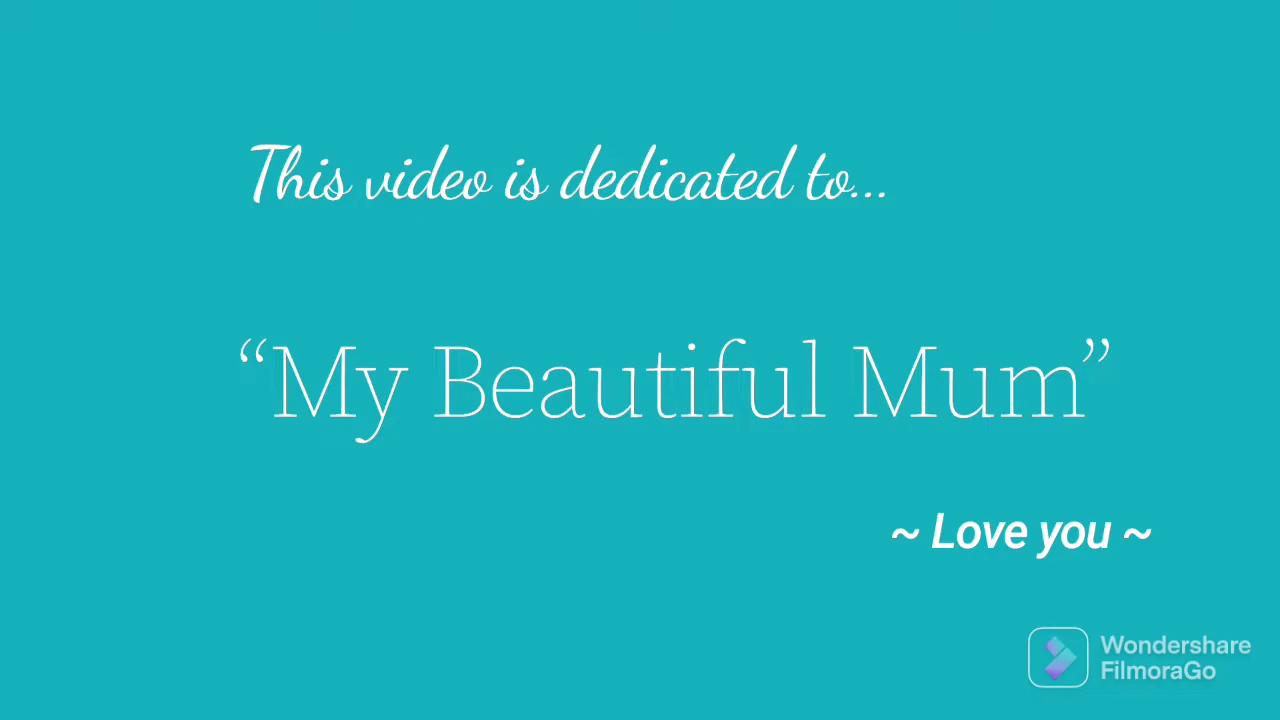 This video is dedicated to...
“My Beautiful Mum”
~ Love you ~
Wondershare
FilmoraGo